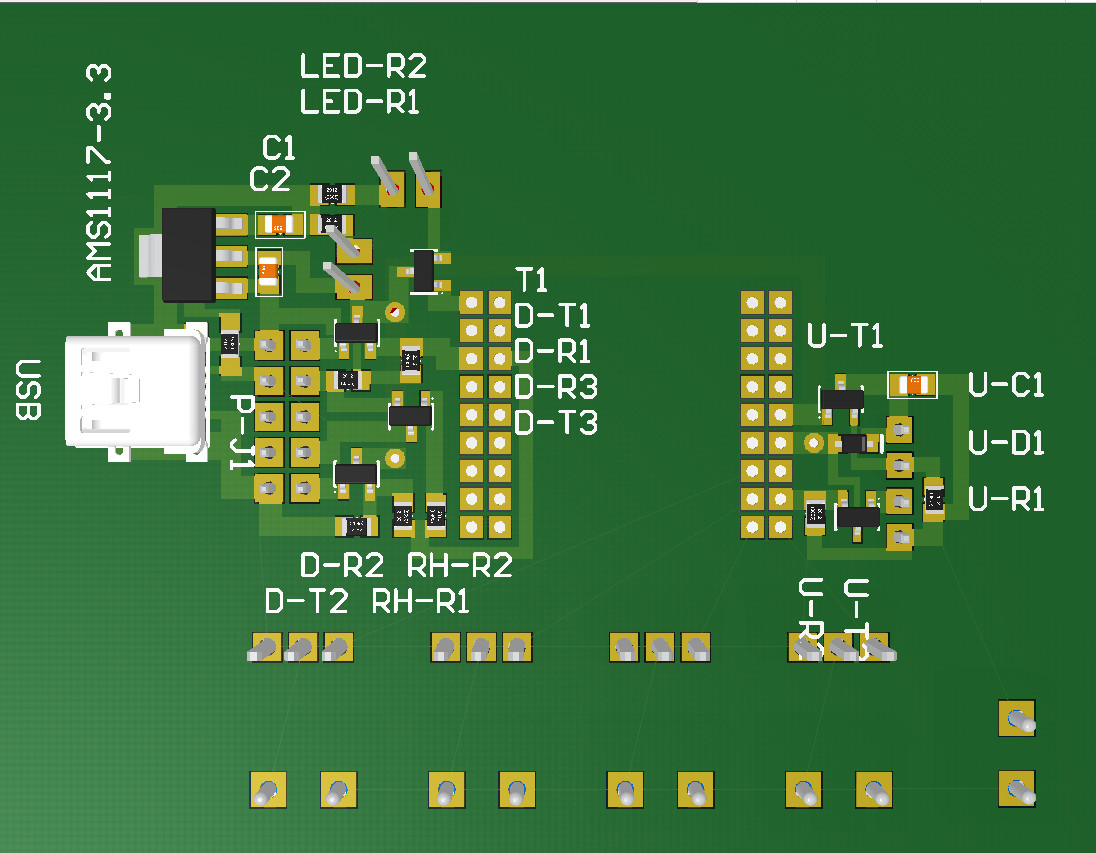 LED-R2
LED-R1
AMS1117-3.3
C1
C2
T1
D-T1
D-R1
D-R3
D-T3
U-T1
U-C1
U-D1
U-R1
USB
P-J1
D-R2 RH-R2
D-T2 RH-R1